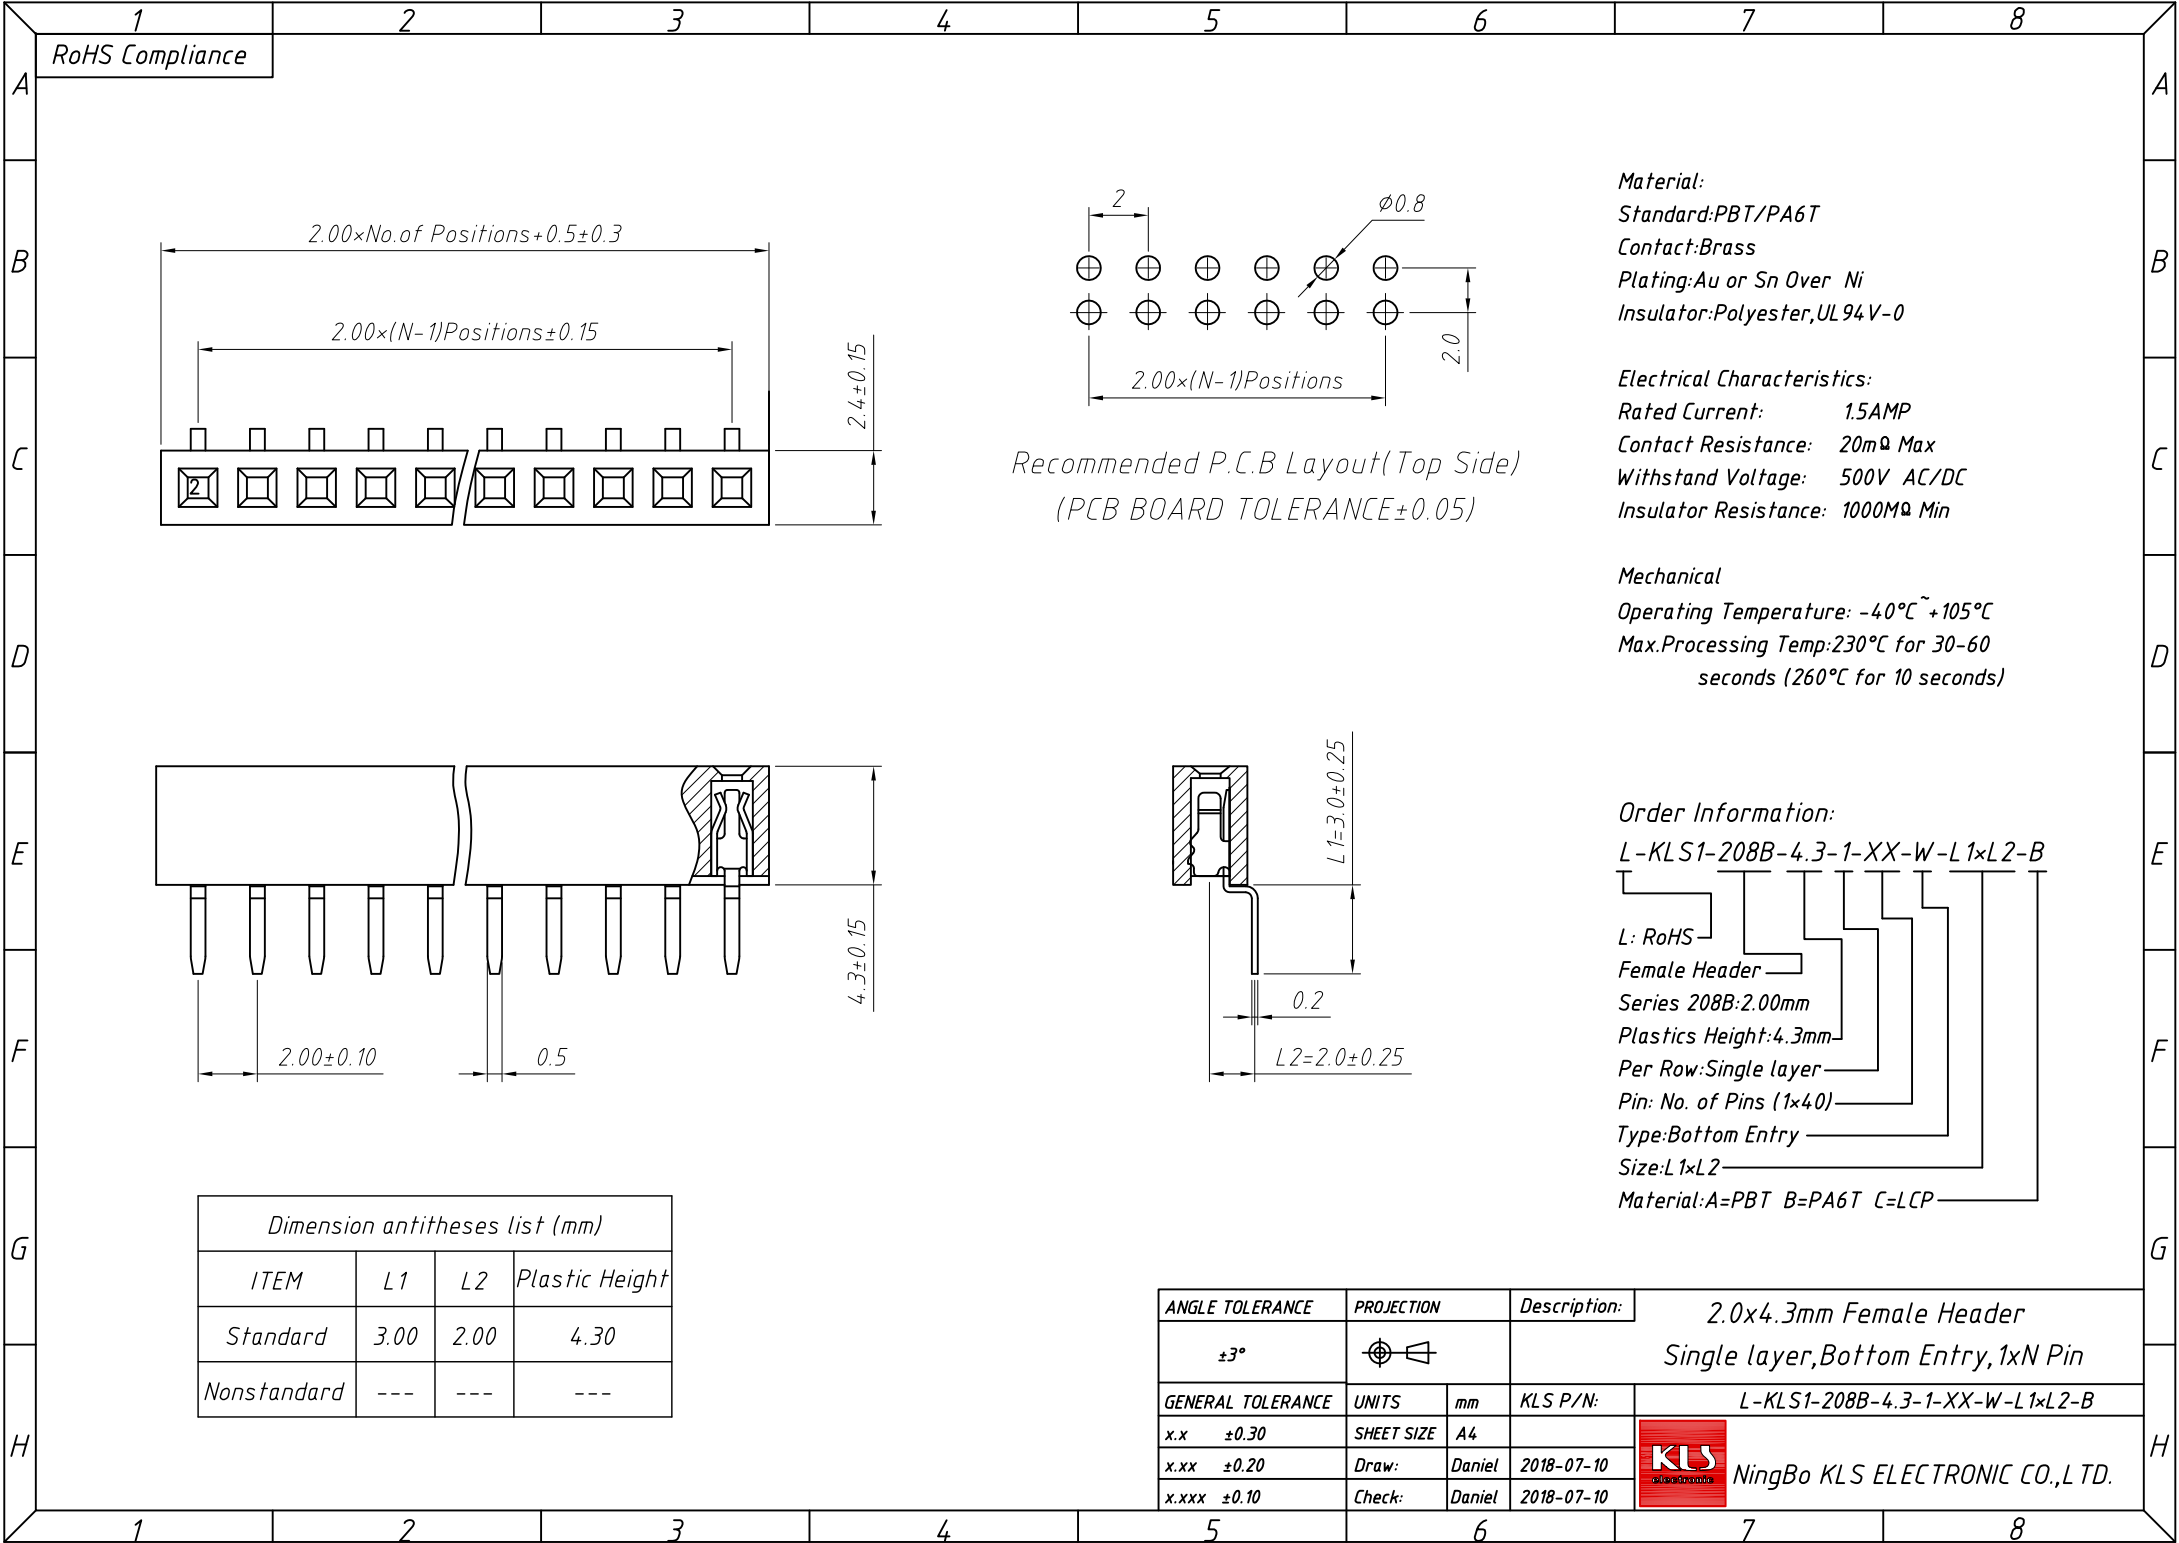 1 2 3 4 5 6 7 8
RoHS Compliance
A A
B B
C C
D D
E E
F F
G G
H H
2.00×No.of Positions+0.5±0.3
2.00×(N-1)Positions±0.15
2.4±0.15
2
2
Ø0.8
2.0
2.00×(N-1)Positions
Recommended P.C.B Layout(Top Side)
(PCB BOARD TOLERANCE±0.05)
Material:
Standard:PBT/PA6T
Contact:Brass
Plating:Au or Sn Over Ni
Insulator:Polyester,UL94V-0
Electrical Characteristics:
Rated Current: 1.5AMP
Contact Resistance: 20mΩ Max
Withstand Voltage: 500V AC/DC
Insulator Resistance: 1000MΩ Min
Mechanical
Operating Temperature: -40°C~+105°C
Max.Processing Temp:230°C for 30-60
seconds (260°C for 10 seconds)
4.3±0.15
2.00±0.10
0.5
L1=3.0±0.25
0.2
L2=2.0±0.25
Order Information:
L-KLS1-208B-4.3-1-XX-W-L1×L2-B
L: RoHS
Female Header
Series 208B:2.00mm
Plastics Height:4.3mm
Per Row:Single layer
Pin: No. of Pins (1×40)
Type:Bottom Entry
Size:L1×L2
Material:A=PBT B=PA6T C=LCP
Dimension antitheses list (mm)
ITEM L1 L2 Plastic Height
Standard 3.00 2.00 4.30
Nonstandard --- --- ---
ANGLE TOLERANCE PROJECTION Description: 2.0x4.3mm Female Header
±3° Single layer,Bottom Entry,1xN Pin
GENERAL TOLERANCE UNITS mm KLS P/N: L-KLS1-208B-4.3-1-XX-W-L1×L2-B
x.x ±0.30 SHEET SIZE A4
x.xx ±0.20 Draw: Daniel 2018-07-10
x.xxx ±0.10 Check: Daniel 2018-07-10
KLS
electronic
NingBo KLS ELECTRONIC CO.,LTD.
1 2 3 4 5 6 7 8